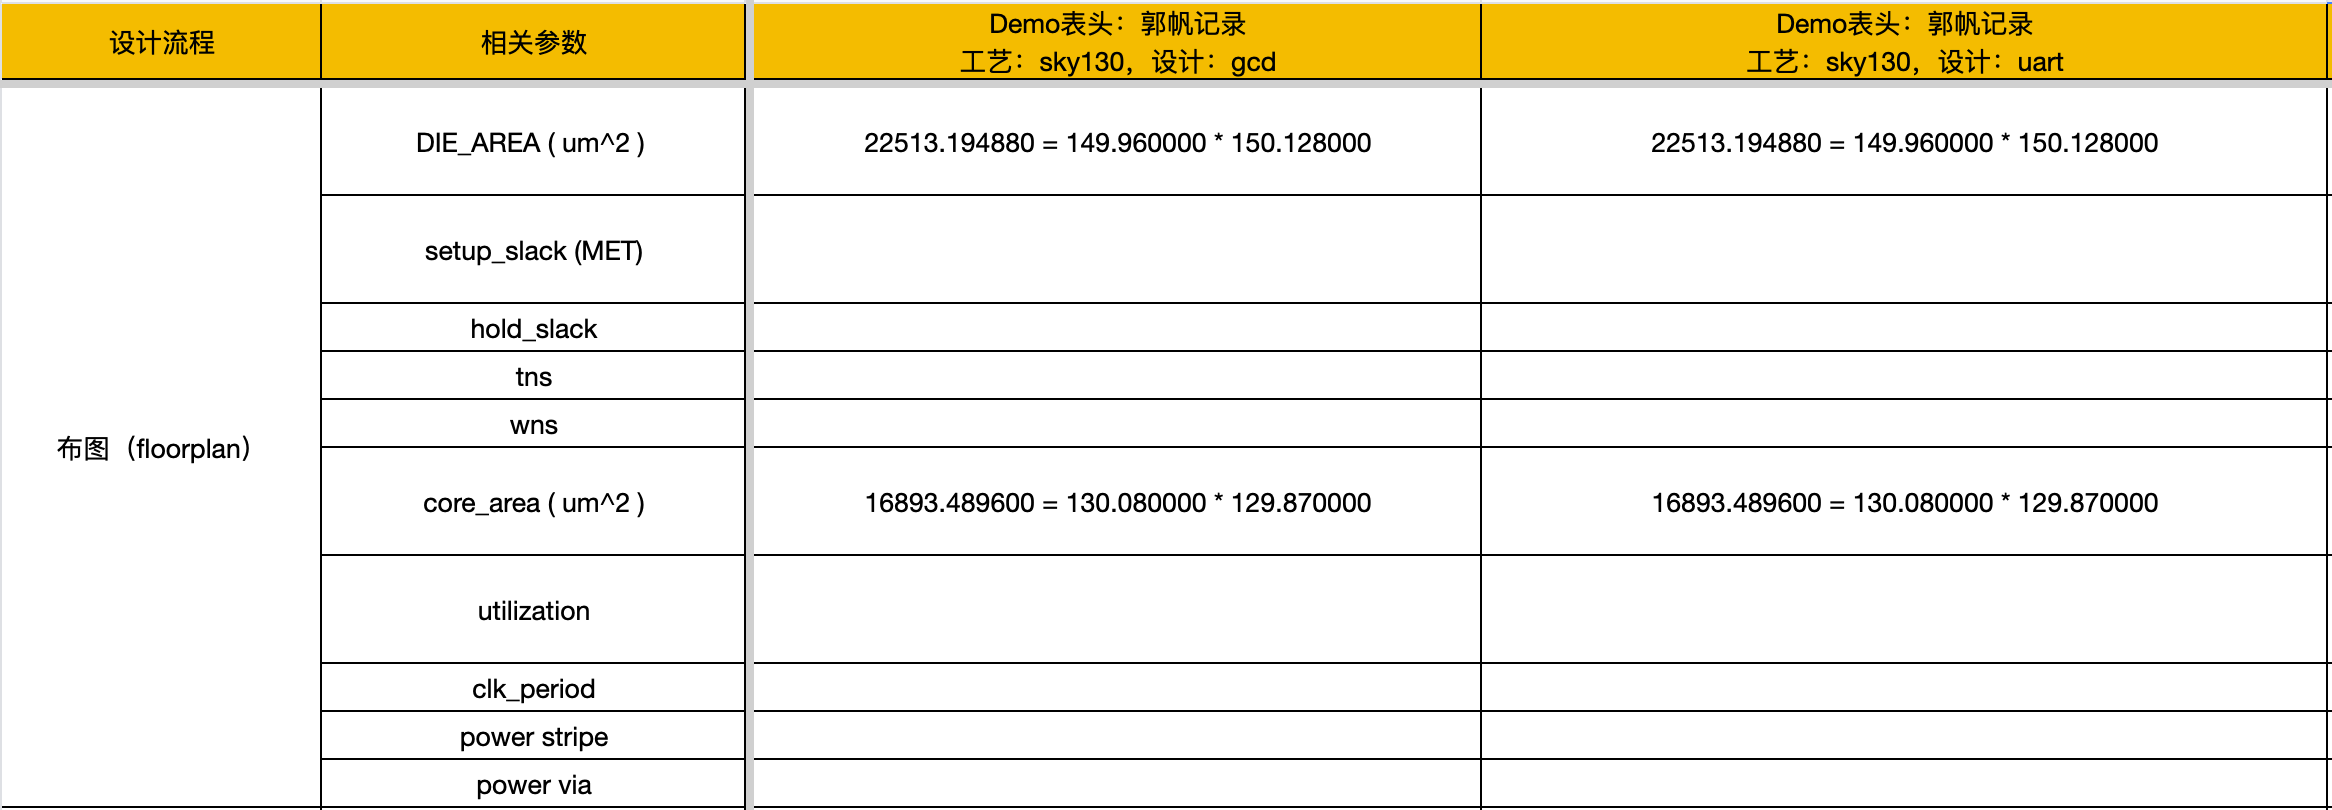 设计流程
相关参数
Demo表头：郭帆记录
工艺：sky130，设计：gcd
Demo表头：郭帆记录
工艺：sky130，设计：uart
布图（floorplan）
DIE_AREA ( um^2 )
22513.194880 = 149.960000 * 150.128000
22513.194880 = 149.960000 * 150.128000
setup_slack (MET)
hold_slack
tns
wns
core_area ( um^2 )
16893.489600 = 130.080000 * 129.870000
16893.489600 = 130.080000 * 129.870000
utilization
clk_period
power stripe
power via